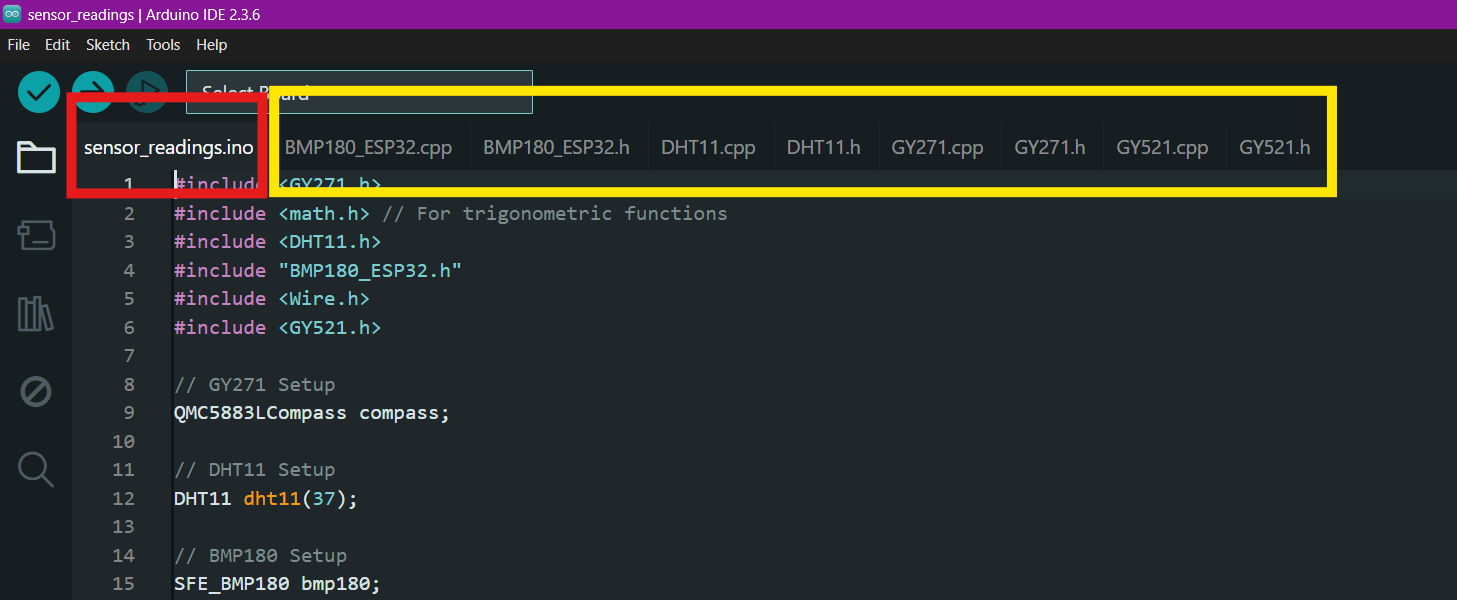 sensor_readings | Arduino IDE 2.3.6
File Edit Sketch Tools Help
Select Board
sensor_readings.ino BMP180_ESP32.cpp BMP180_ESP32.h DHT11.cpp DHT11.h GY271.cpp GY271.h GY521.cpp GY521.h
1 #include <GY271.h>
2 #include <math.h> // For trigonometric functions
3 #include <DHT11.h>
4 #include "BMP180_ESP32.h"
5 #include <Wire.h>
6 #include <GY521.h>
7
8 // GY271 Setup
9 QMC5883LCompass compass;
10
11 // DHT11 Setup
12 DHT11 dht11(37);
13
14 // BMP180 Setup
15 SFE_BMP180 bmp180;